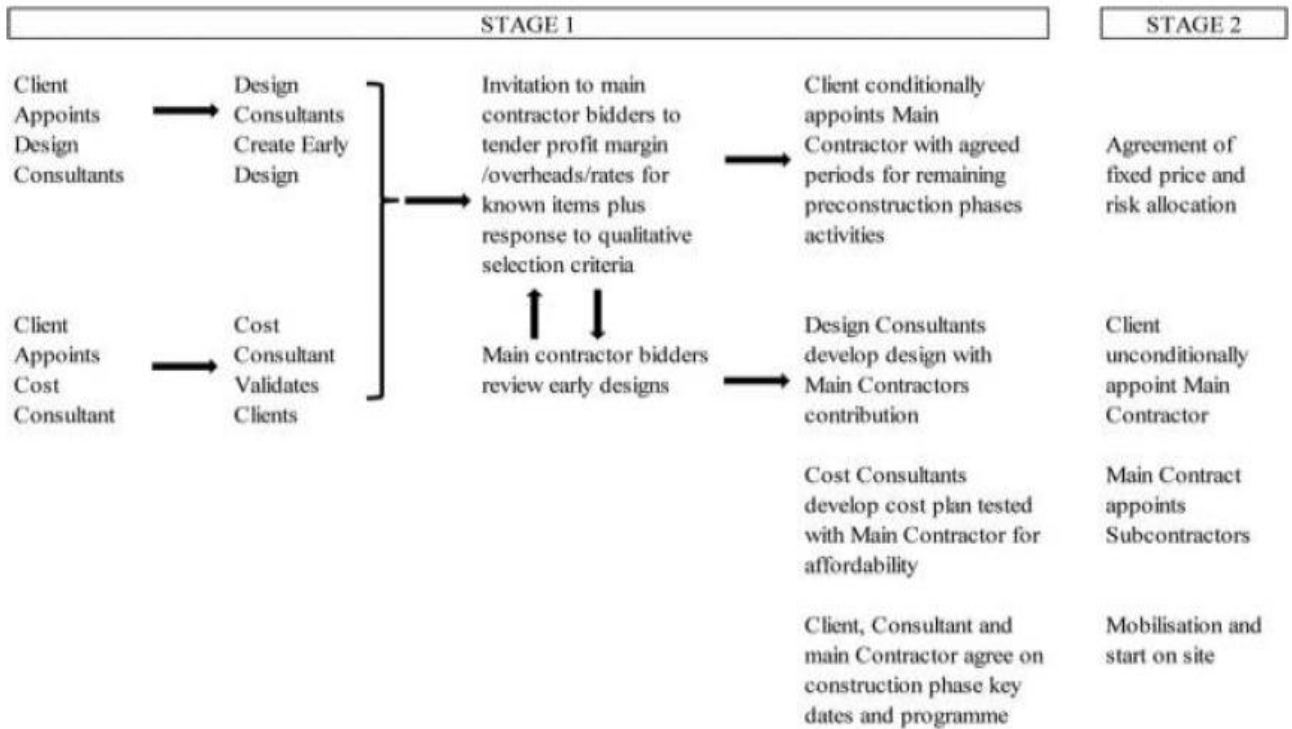 STAGE 1
STAGE 2
Client
Appoints
Design
Consultants
Design
Consultants
Create Early
Design
Invitation to main
contractor bidders to
tender profit margin
/overheads/rates for
known items plus
response to qualitative
selection criteria
Client conditionally
appoints Main
Contractor with agreed
periods for remaining
preconstruction phases
activities
Agreement of
fixed price and
risk allocation
Client
Appoints
Cost
Consultant
Cost
Consultant
Validates
Clients
Main contractor bidders
review early designs
Design Consultants
develop design with
Main Contractors
contribution
Client
unconditionally
appoint Main
Contractor
Cost Consultants
develop cost plan tested
with Main Contractor for
affordability
Main Contract
appoints
Subcontractors
Client, Consultant and
main Contractor agree on
construction phase key
dates and programme
Mobilisation and
start on site